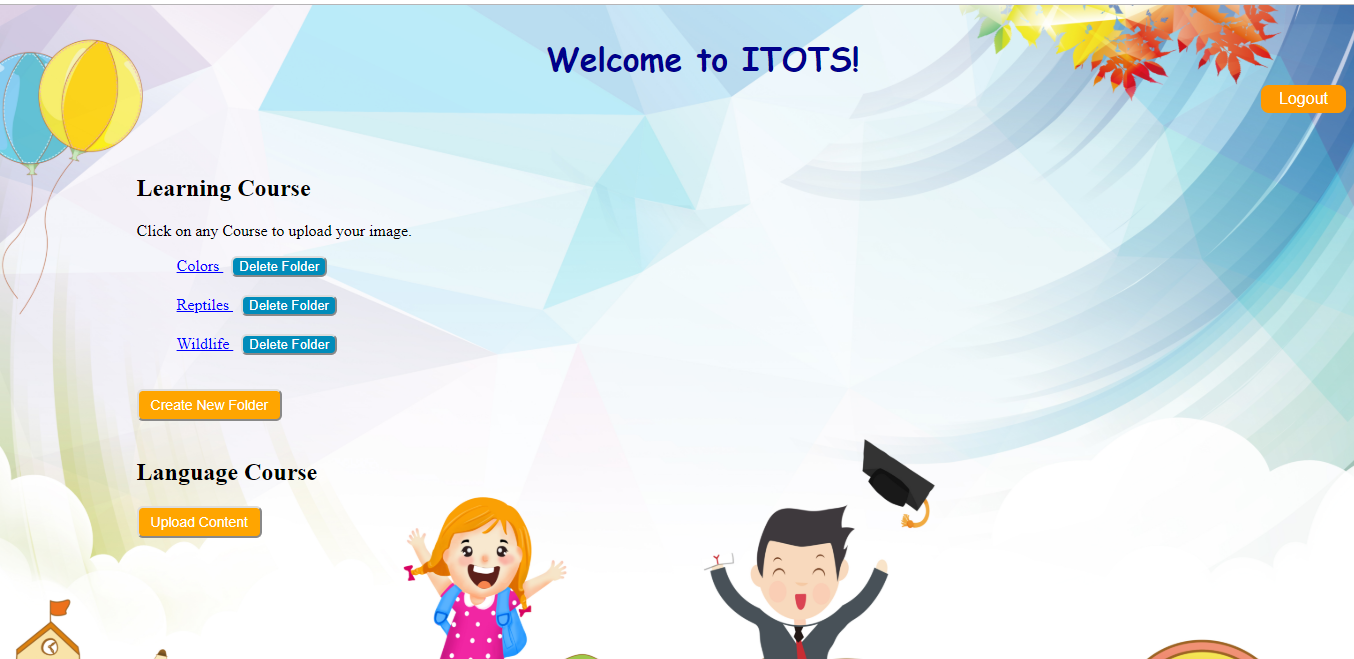 Welcome to ITOTS!
Logout
Learning Course
Click on any Course to upload your image.
Colors Delete Folder
Reptiles Delete Folder
Wildlife Delete Folder
Create New Folder
Language Course
Upload Content